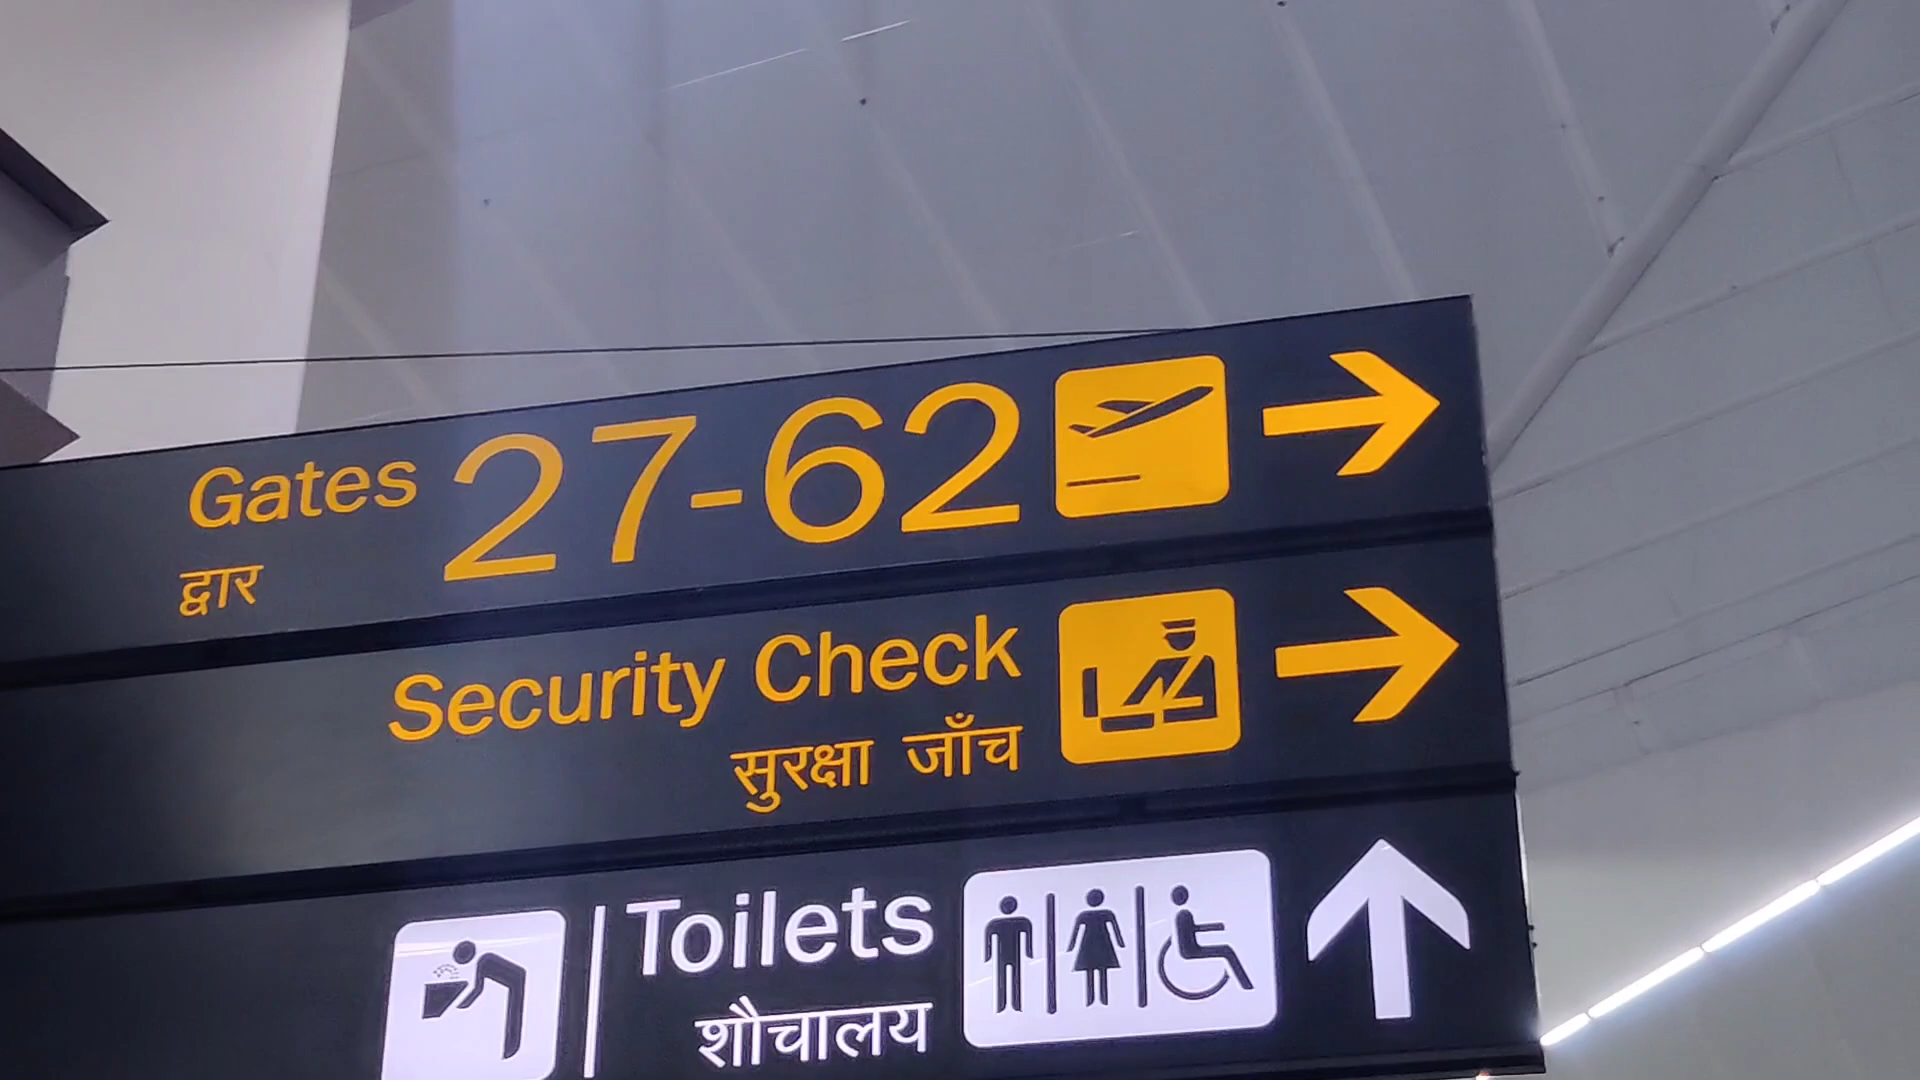 Gates 27-62
द्वार
Security Check
सुरक्षा जाँच
Toilets
शौचालय